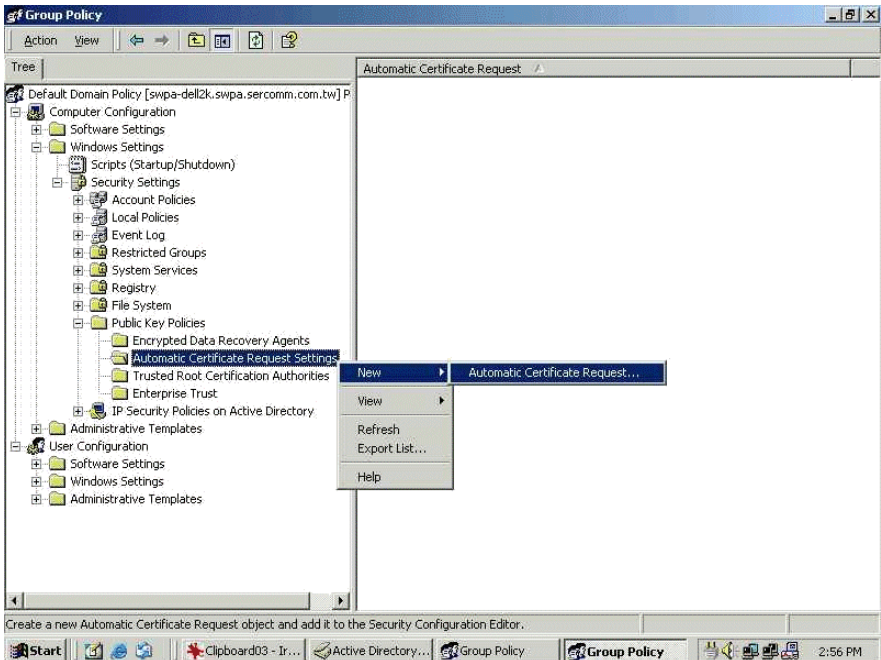 Group Policy
Action View
Tree
Automatic Certificate Request
Default Domain Policy [swpa-dell2k.swpa.sercomm.com.tw] P
Computer Configuration
Software Settings
Windows Settings
Scripts (Startup/Shutdown)
Security Settings
Account Policies
Local Policies
Event Log
Restricted Groups
System Services
Registry
File System
Public Key Policies
Encrypted Data Recovery Agents
Automatic Certificate Request Settings
Trusted Root Certification Authorities
Enterprise Trust
IP Security Policies on Active Directory
Administrative Templates
User Configuration
Software Settings
Windows Settings
Administrative Templates
New
Automatic Certificate Request...
View
Refresh
Export List...
Help
Create a new Automatic Certificate Request object and add it to the Security Configuration Editor.
Start Clipboard03 - Ir... Active Directory... Group Policy Group Policy 2:56 PM